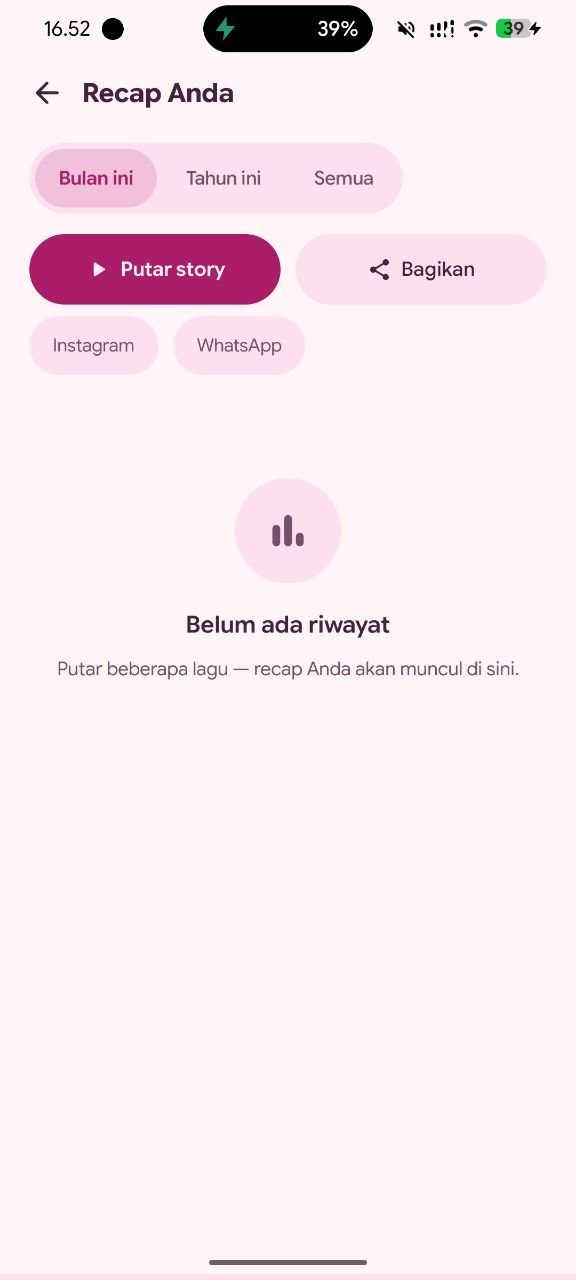 16.52
39%
39
Recap Anda
Bulan ini
Tahun ini
Semua
Putar story
Bagikan
Instagram
WhatsApp
Belum ada riwayat
Putar beberapa lagu — recap Anda akan muncul di sini.